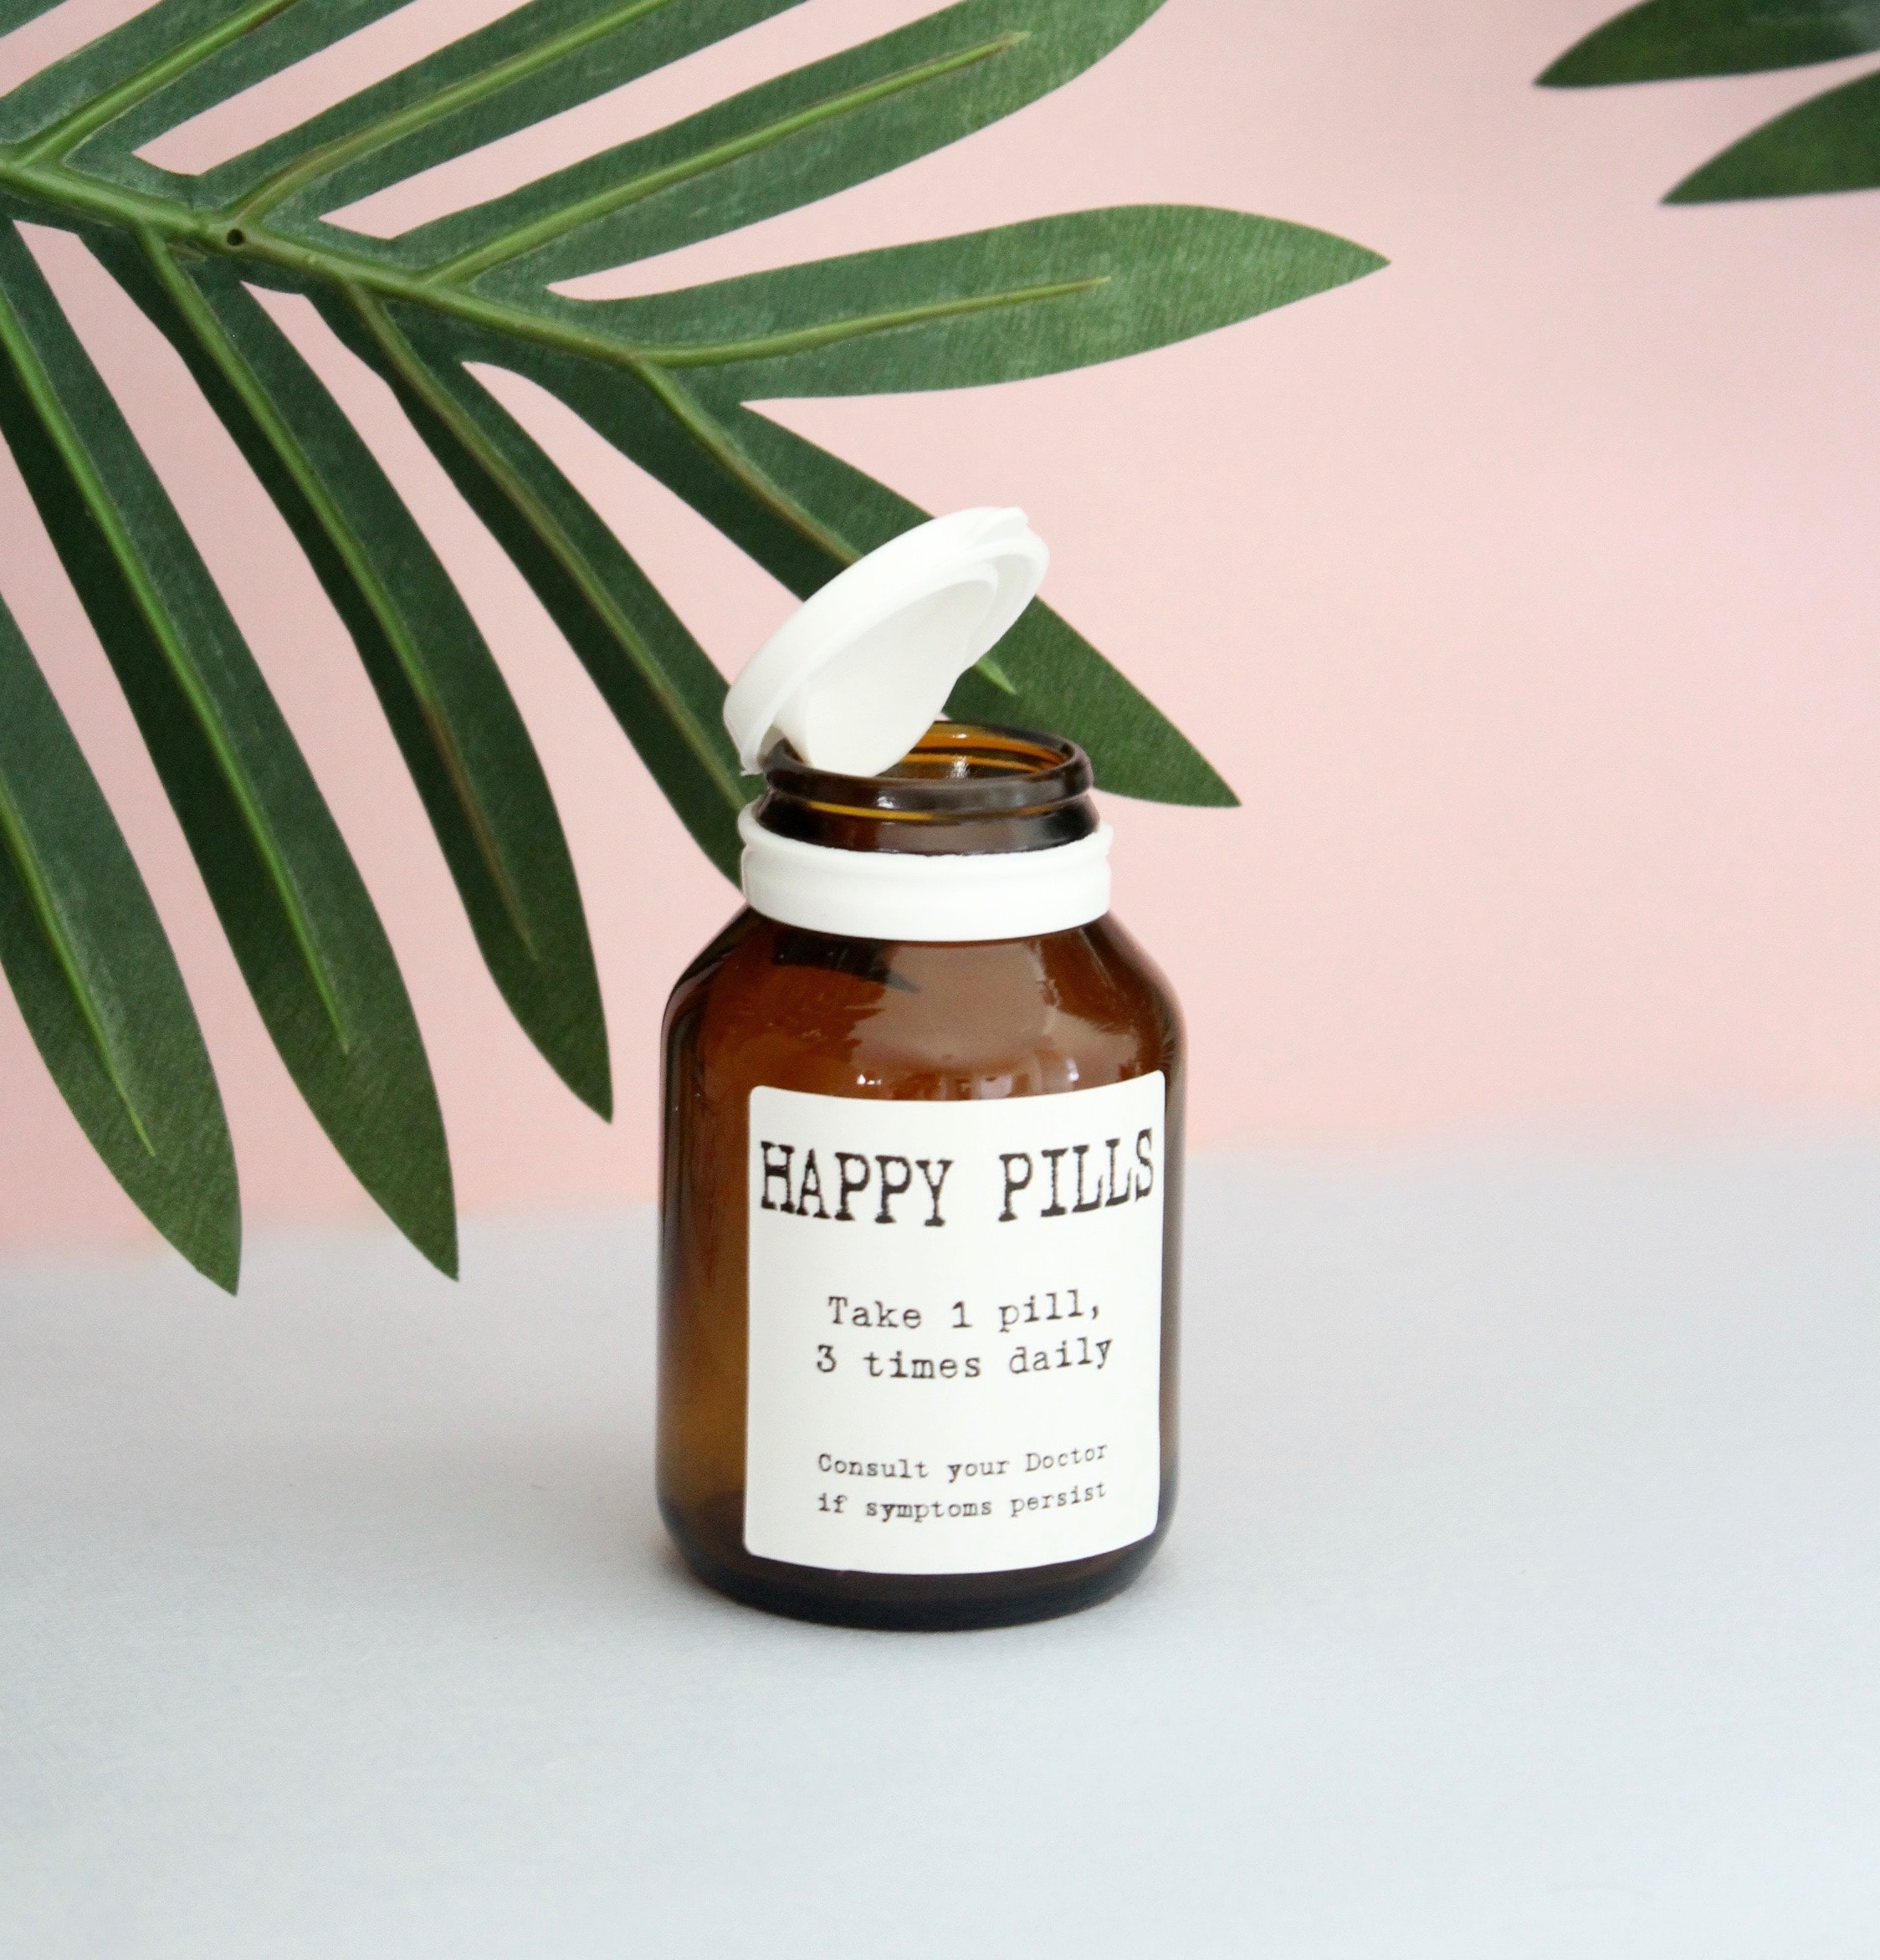 HAPPY PILLS
Take 1 pill,
3 times daily
Consult your Doctor
if symptoms persist